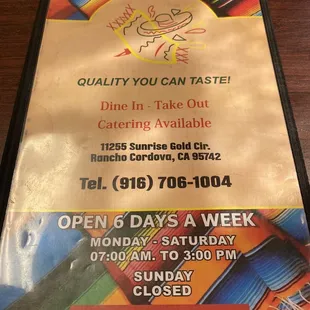 QUALITY YOU CAN TASTE!
Dine In - Take Out
Catering Available
11255 Sunrise Gold Cir.
Rancho Cordova, CA 95742
Tel. (916) 706-1004
OPEN 6 DAYS A WEEK
MONDAY - SATURDAY
07:00 AM. TO 3:00 PM
SUNDAY
CLOSED